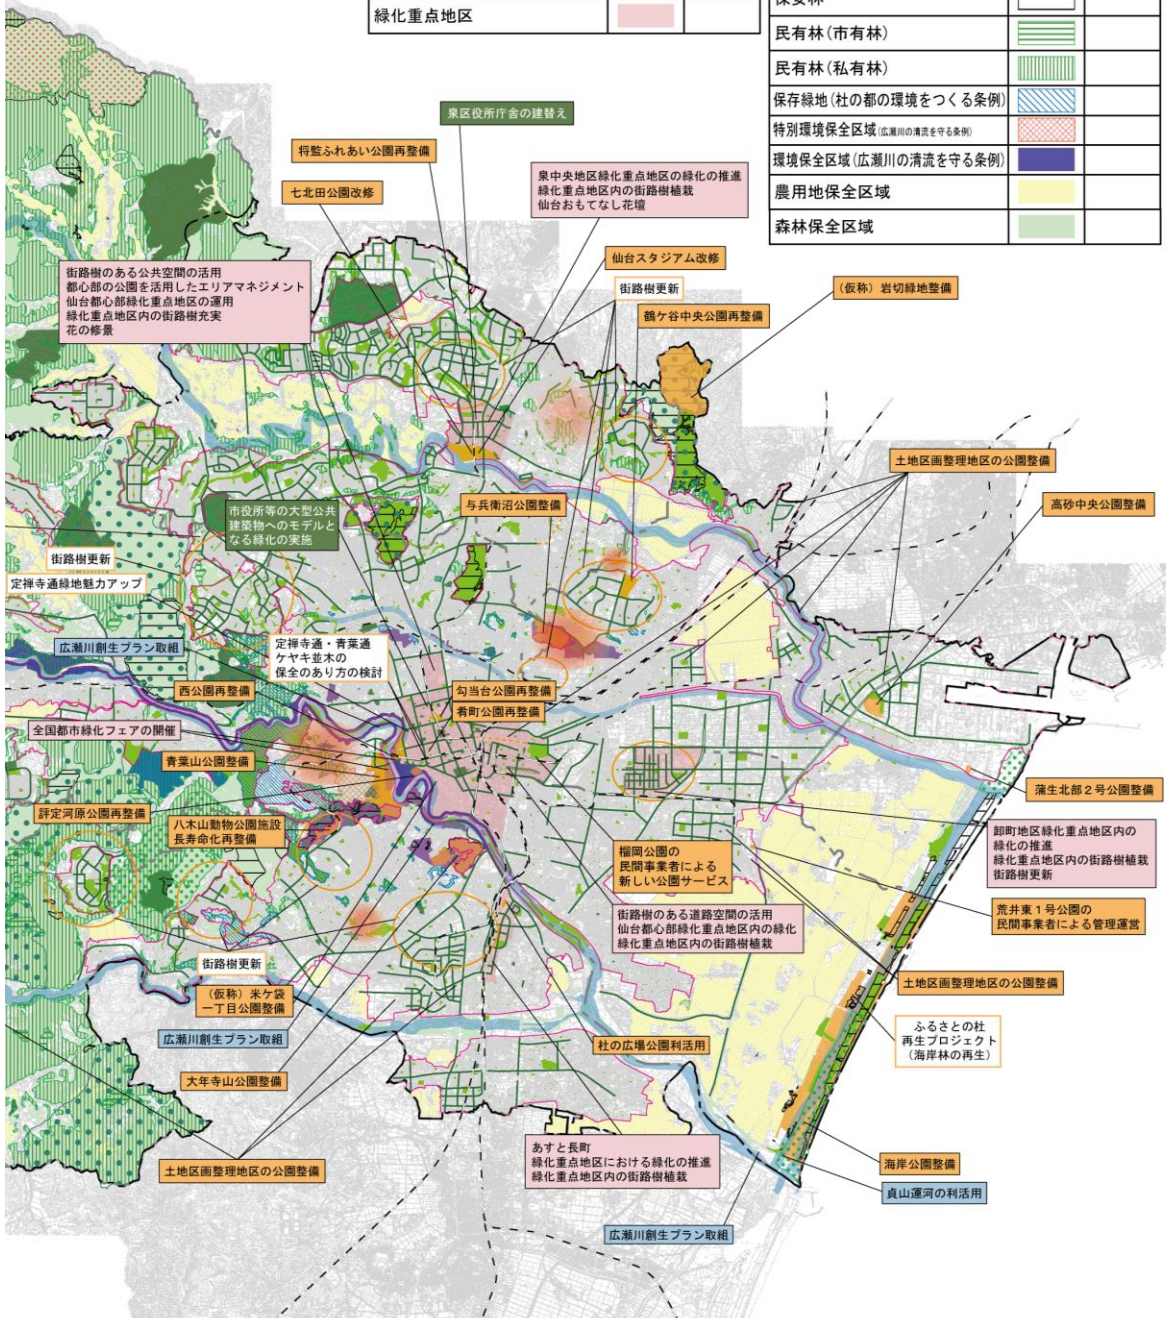 緑化重点地区
保安林
民有林(市有林)
民有林(私有林)
保存緑地(杜の都の環境をつくる条例)
特別環境保全区域(広瀬川の清流を守る条例)
環境保全区域(広瀬川の清流を守る条例)
農用地保全区域
森林保全区域
泉区役所庁舎の建替え
将監ふれあい公園再整備
七北田公園改修
泉中央地区緑化重点地区の緑化の推進
緑化重点地区内の街路樹植栽
仙台おもてなし花壇
仙台スタジアム改修
街路樹更新
鶴ケ谷中央公園再整備
(仮称)岩切緑地整備
街路樹のある公共空間の活用
都心部の公園を活用したエリアマネジメント
仙台都心部緑化重点地区の運用
緑化重点地区内の街路樹充実
花の修景
土地区画整理地区の公園整備
高砂中央公園整備
与兵衛沼公園整備
市役所等の大型公共
建築物へのモデルと
なる緑化の実施
街路樹更新
定禅寺通緑地魅力アップ
広瀬川創生プラン取組
定禅寺通・青葉通
ケヤキ並木の
保全のあり方の検討
西公園再整備
勾当台公園再整備
肴町公園再整備
全国都市緑化フェアの開催
青葉山公園整備
評定河原公園再整備
八木山動物公園施設
長寿命化再整備
蒲生北部2号公園整備
卸町地区緑化重点地区内の
緑化の推進
緑化重点地区内の街路樹植栽
街路樹更新
榴岡公園の
民間事業者による
新しい公園サービス
荒井東1号公園の
民間事業者による管理運営
街路樹のある道路空間の活用
仙台都心部緑化重点地区内の緑化
緑化重点地区内の街路樹植栽
街路樹更新
土地区画整理地区の公園整備
(仮称)米ケ袋
一丁目公園整備
広瀬川創生プラン取組
杜の広場公園利活用
ふるさとの杜
再生プロジェクト
(海岸林の再生)
大年寺山公園整備
あすと長町
緑化重点地区における緑化の推進
緑化重点地区内の街路樹植栽
土地区画整理地区の公園整備
海岸公園整備
貞山運河の利活用
広瀬川創生プラン取組